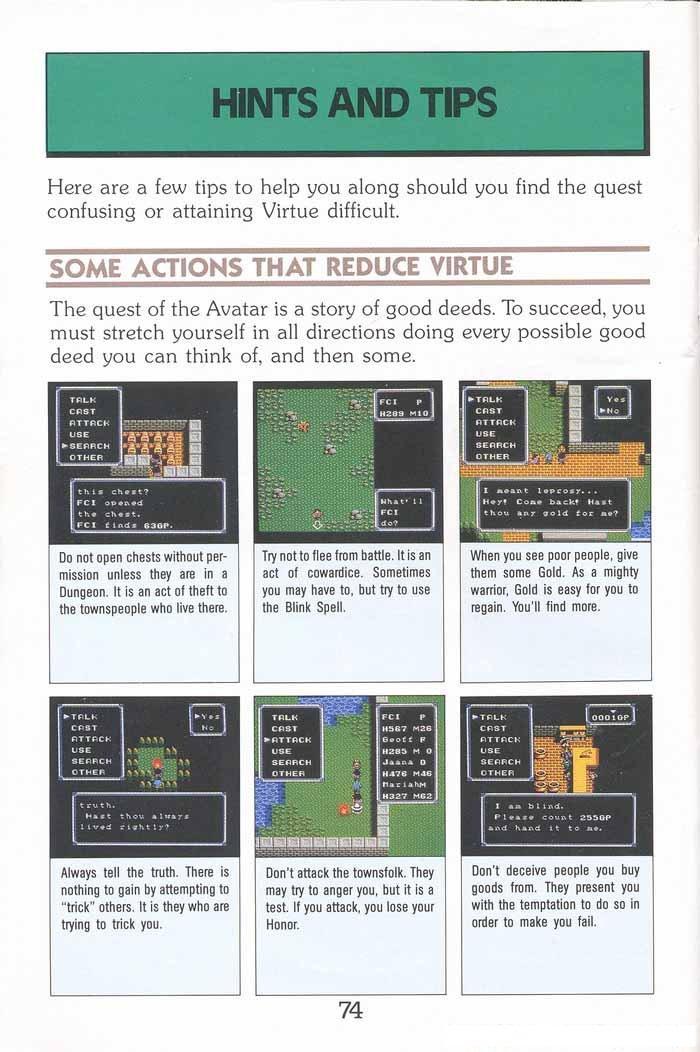 HINTS AND TIPS
Here are a few tips to help you along should you find the quest
confusing or attaining Virtue difficult.
SOME ACTIONS THAT REDUCE VIRTUE
The quest of the Avatar is a story of good deeds. To succeed, you
must stretch yourself in all directions doing every possible good
deed you can think of, and then some.
TALK
CAST
ATTACK
USE
►SEARCH
OTHER
this chest?
FCI opened
the chest.
FCI finds 63GP.
Do not open chests without per-
mission unless they are in a
Dungeon. It is an act of theft to
the townspeople who live there.
FCI P
H289 M10
What'll
FCI
do?
Try not to flee from battle. It is an
act of cowardice. Sometimes
you may have to, but try to use
the Blink Spell.
►TALK
CAST
ATTACK
USE
SEARCH
OTHER
Yes
►No
I meant leprosy...
Hey! Come back! Hast
thou any gold for me?
When you see poor people, give
them some Gold. As a mighty
warrior, Gold is easy for you to
regain. You'll find more.
►TALK
CAST
ATTACK
USE
SEARCH
OTHER
►Yes
No
truth.
Hast thou always
lived rightly?
Always tell the truth. There is
nothing to gain by attempting to
“trick” others. It is they who are
trying to trick you.
TALK
CAST
►ATTACK
USE
SEARCH
OTHER
FCI P
H567 M26
Geoff F
H285 M 0
Jaana D
H476 M46
MariahM
H327 M62
Don't attack the townsfolk. They
may try to anger you, but it is a
test. If you attack, you lose your
Honor.
►TALK
CAST
ATTACK
USE
SEARCH
OTHER
0001GP
I am blind.
Please count 255GP
and hand it to me.
Don't deceive people you buy
goods from. They present you
with the temptation to do so in
order to make you fail.
74